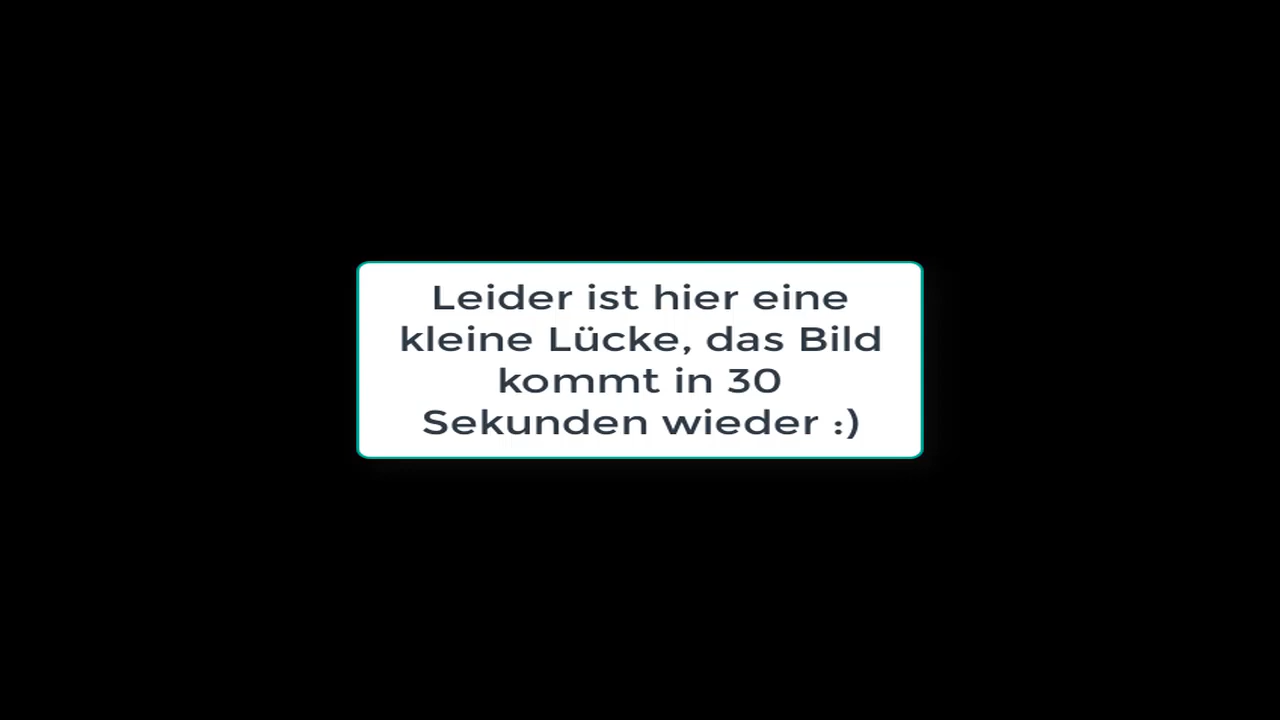 Leider ist hier eine
kleine Lücke, das Bild
kommt in 30
Sekunden wieder :)